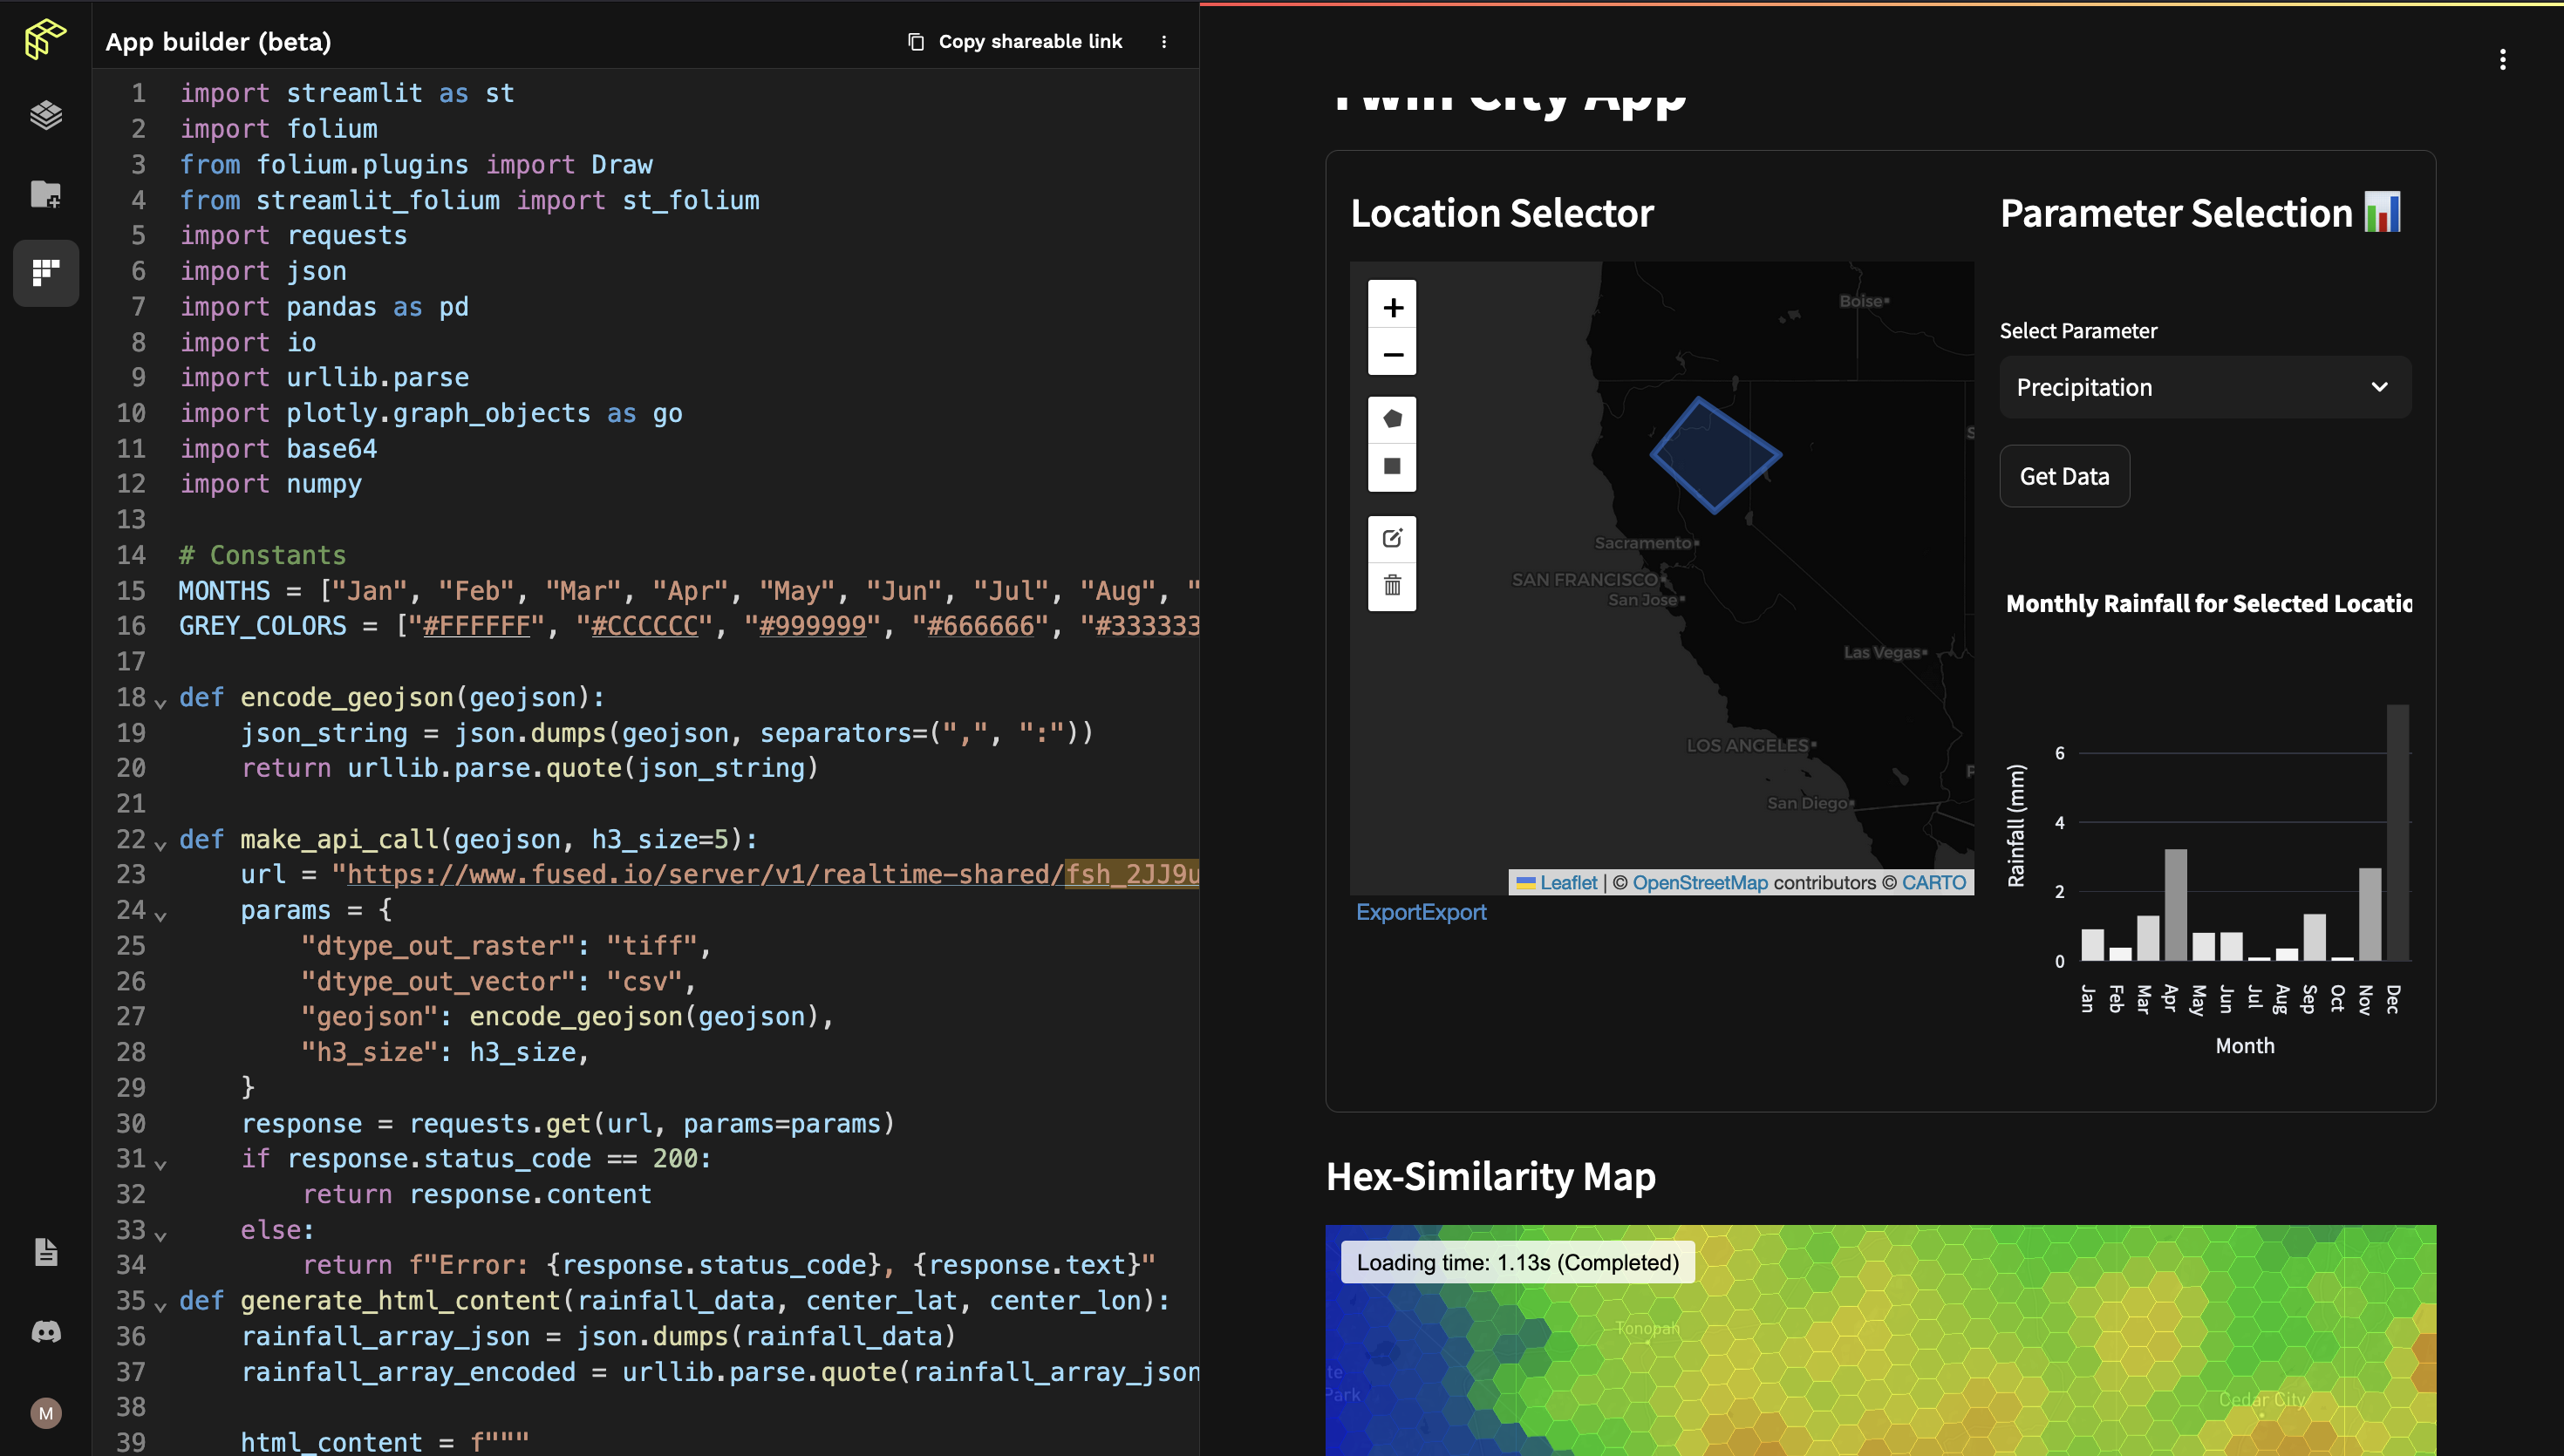 App builder (beta)
Copy shareable link
1 import streamlit as st
2 import folium
3 from folium.plugins import Draw
4 from streamlit_folium import st_folium
5 import requests
6 import json
7 import pandas as pd
8 import io
9 import urllib.parse
10 import plotly.graph_objects as go
11 import base64
12 import numpy
13
14 # Constants
15 MONTHS = ["Jan", "Feb", "Mar", "Apr", "May", "Jun", "Jul", "Aug", "
16 GREY_COLORS = ["#FFFFFF", "#CCCCCC", "#999999", "#666666", "#333333
17
18 def encode_geojson(geojson):
19 json_string = json.dumps(geojson, separators=(",", ":"))
20 return urllib.parse.quote(json_string)
21
22 def make_api_call(geojson, h3_size=5):
23 url = "https://www.fused.io/server/v1/realtime-shared/fsh_2JJ9u
24 params = {
25 "dtype_out_raster": "tiff",
26 "dtype_out_vector": "csv",
27 "geojson": encode_geojson(geojson),
28 "h3_size": h3_size,
29 }
30 response = requests.get(url, params=params)
31 if response.status_code == 200:
32 return response.content
33 else:
34 return f"Error: {response.status_code}, {response.text}"
35 def generate_html_content(rainfall_data, center_lat, center_lon):
36 rainfall_array_json = json.dumps(rainfall_data)
37 rainfall_array_encoded = urllib.parse.quote(rainfall_array_json
38
39 html_content = f"""
M
Twin City App
Location Selector
+
−
Boise
Sacramento
SAN FRANCISCO
San Jose
Las Vegas
LOS ANGELES
San Diego
Leaflet | © OpenStreetMap contributors © CARTO
ExportExport
Parameter Selection 📊
Select Parameter
Precipitation
Get Data
Monthly Rainfall for Selected Locatio
Rainfall (mm)
6
4
2
0
Jan
Feb
Mar
Apr
May
Jun
Jul
Aug
Sep
Oct
Nov
Dec
Month
Hex-Similarity Map
Loading time: 1.13s (Completed)
Tonopah
Park
Cedar City